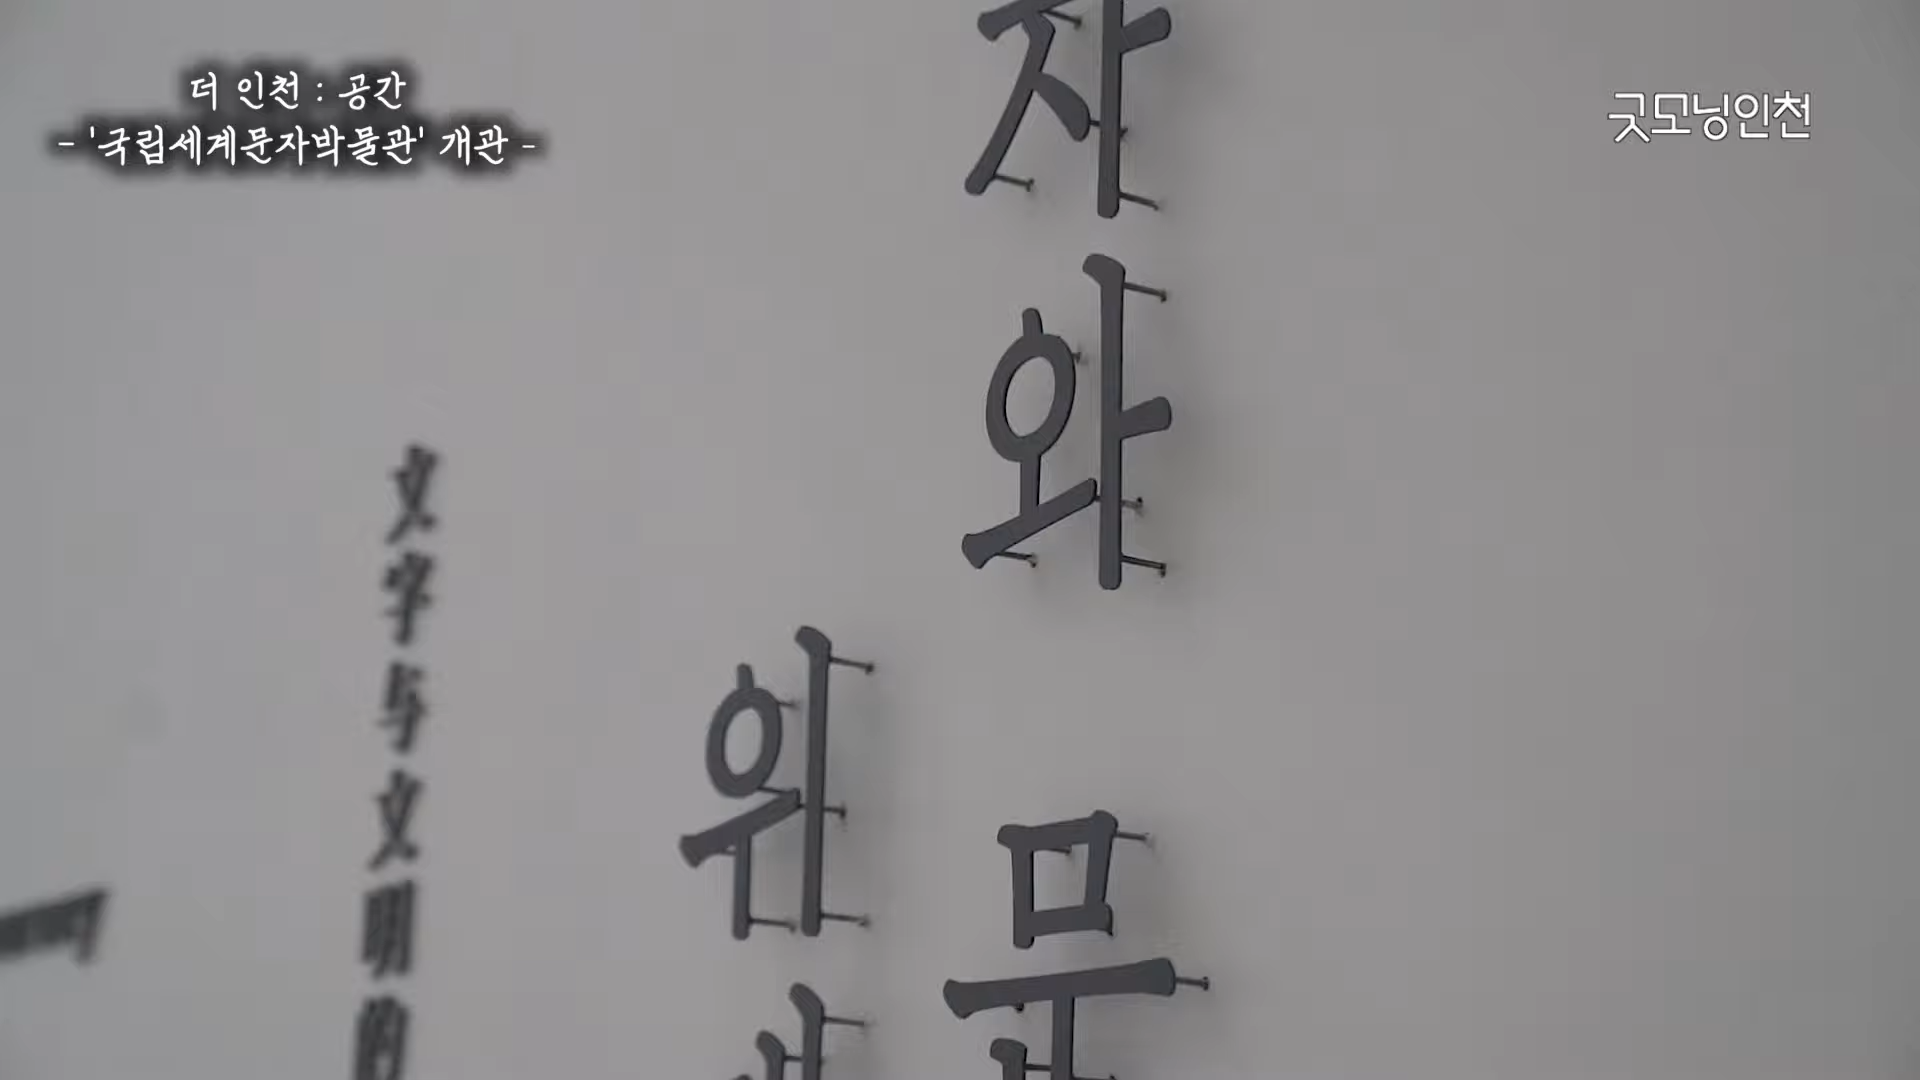 더 인천 : 공간
- '국립세계문자박물관' 개관 -
굿모닝인천
자와 문
위
文字与文明的